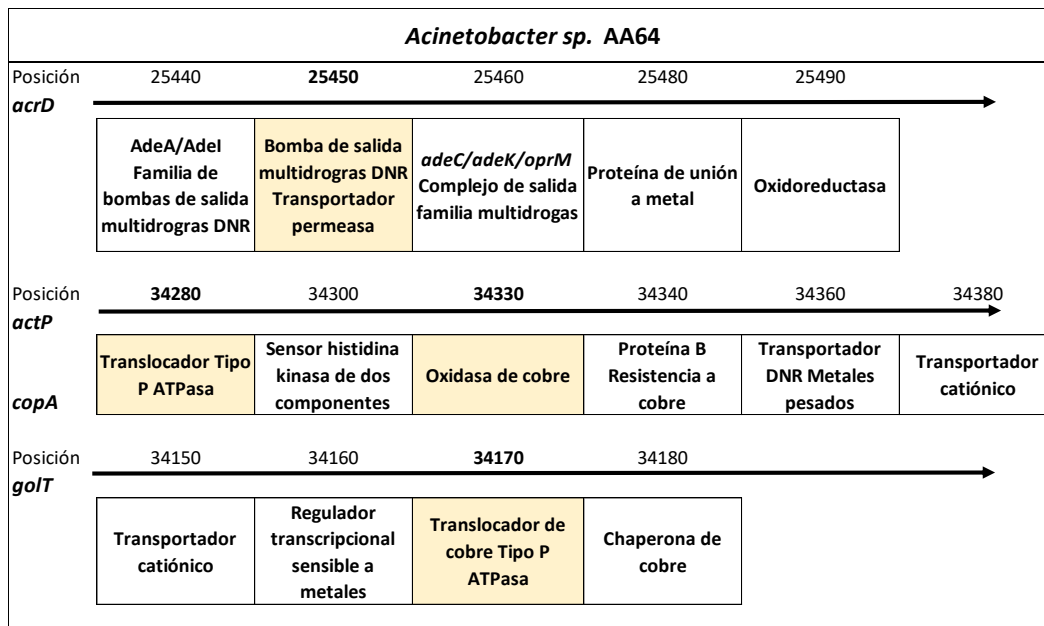 Acinetobacter sp. AA64
Posición 25440 25450 25460 25480 25490
acrD
AdeA/AdeI
Familia de
bombas de salida
multidrogras DNR
Bomba de salida
multidrogras DNR
Transportador
permeasa
adeC/adeK/oprM
Complejo de salida
familia multidrogas
Proteína de unión
a metal
Oxidoreductasa
Posición 34280 34300 34330 34340 34360 34380
actP
Translocador Tipo
P ATPasa
Sensor histidina
kinasa de dos
componentes
Oxidasa de cobre
Proteína B
Resistencia a
cobre
Transportador
DNR Metales
pesados
Transportador
catiónico
copA
Posición 34150 34160 34170 34180
golT
Transportador
catiónico
Regulador
transcripcional
sensible a
metales
Translocador de
cobre Tipo P
ATPasa
Chaperona de
cobre